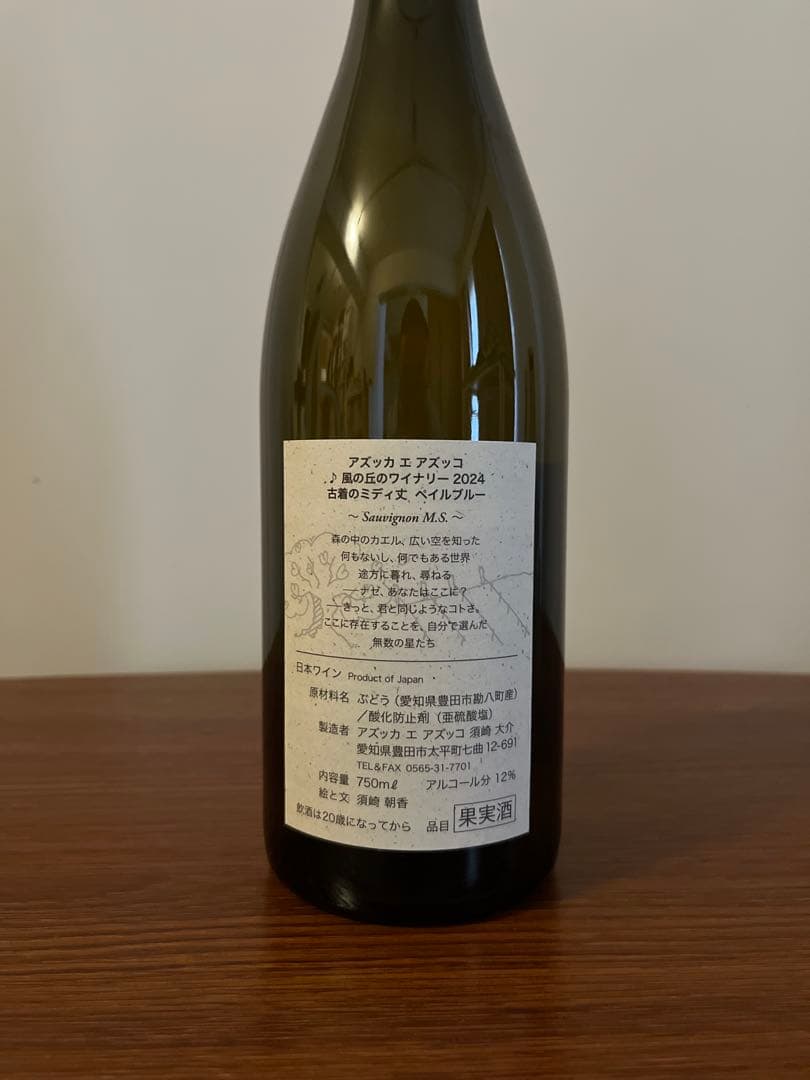 アズッカ エ アズッコ
♪ 風の丘のワイナリー 2024
古着のミディ丈 ペイルブルー
〜 Sauvignon M.S. 〜
森の中のカエル、広い空を知った
何もないし、何でもある世界
途方に暮れ、尋ねる
――ナゼ、あなたはここに?
――きっと、君と同じようなコトさ。
ここに存在することを、自分で選んだ
無数の星たち
日本ワイン Product of Japan
原材料名 ぶどう(愛知県豊田市勘八町産)
/酸化防止剤(亜硫酸塩)
製造者 アズッカ エ アズッコ 須崎 大介
愛知県豊田市太平町七曲12-691
TEL&FAX 0565-31-7701
内容量 750mℓ アルコール分 12%
絵と文 須崎 朝香
飲酒は20歳になってから 品目 果実酒